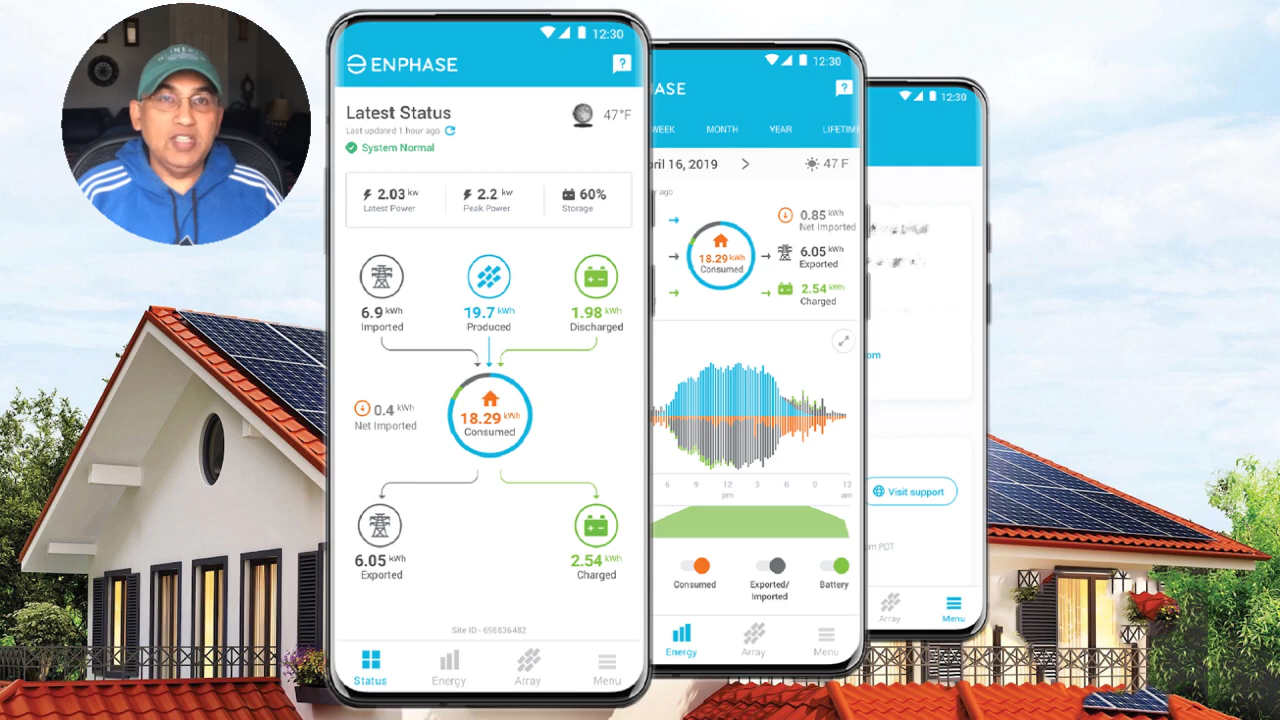 12:30
ENPHASE
?
Latest Status
47°F
Last updated 1 hour ago
System Normal
2.03 kw
Latest Power
2.2 kw
Peak Power
60%
Storage
6.9 kWh
Imported
19.7 kWh
Produced
1.98 kWh
Discharged
0.4 kWh
Net Imported
18.29 kWh
Consumed
6.05 kWh
Exported
2.54 kWh
Charged
Site ID - 698836482
Status
Energy
Array
Menu
12:30
ASE
?
WEEK
MONTH
YEAR
LIFETIME
oril 16, 2019
47 F
ago
0.85 kWh
Net Imported
18.29 kWh
Consumed
6.05 kWh
Exported
2.54 kWh
Charged
6 9 12 3 6 9 12
pm am
Consumed
Exported/
Imported
Battery
Energy
Array
Menu
12:30
om
Visit support
m PDT
Array
Menu